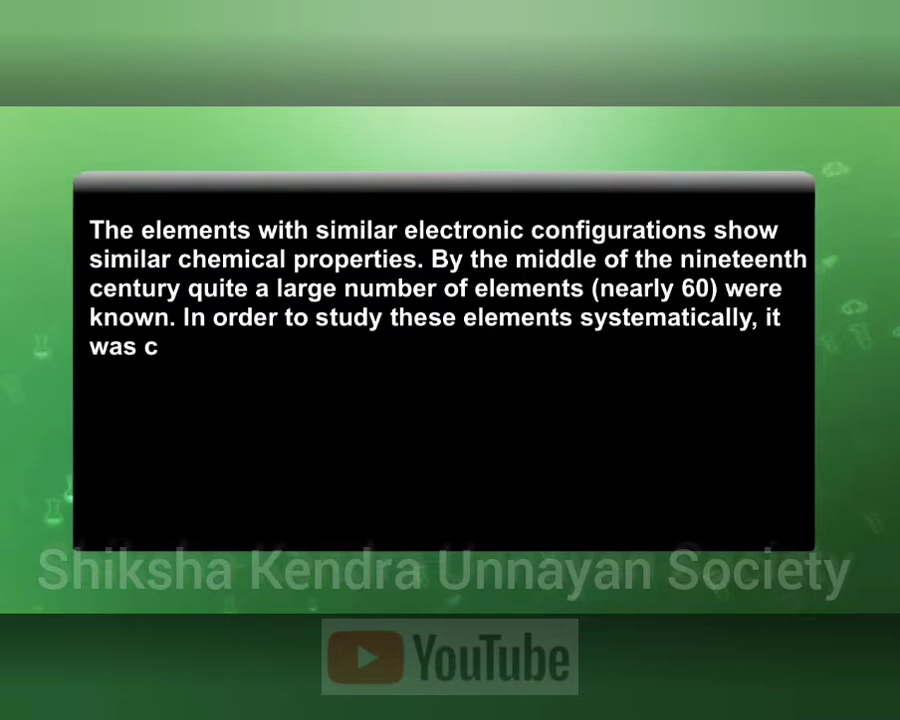 The elements with similar electronic configurations show
similar chemical properties. By the middle of the nineteenth
century quite a large number of elements (nearly 60) were
known. In order to study these elements systematically, it
was c
Shiksha Kendra Unnayan Society
YouTube